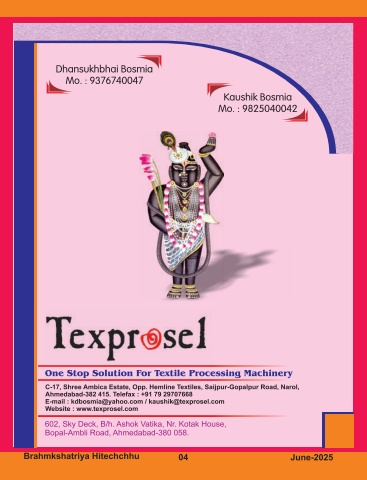 Dhansukhbhai Bosmia
Mo. : 9376740047
Kaushik Bosmia
Mo. : 9825040042
Texprosel
One Stop Solution For Textile Processing Machinery
C-17, Shree Ambica Estate, Opp. Hemline Textiles, Saijpur-Gopalpur Road, Narol,
Ahmedabad-382 415. Telefax : +91 79 29707668
E-mail : kdbosmia@yahoo.com / kaushik@texprosel.com
Website : www.texprosel.com
602, Sky Deck, B/h. Ashok Vatika, Nr. Kotak House,
Bopal-Ambli Road, Ahmedabad-380 058.
Brahmkshatriya Hitechchhu 04 June-2025